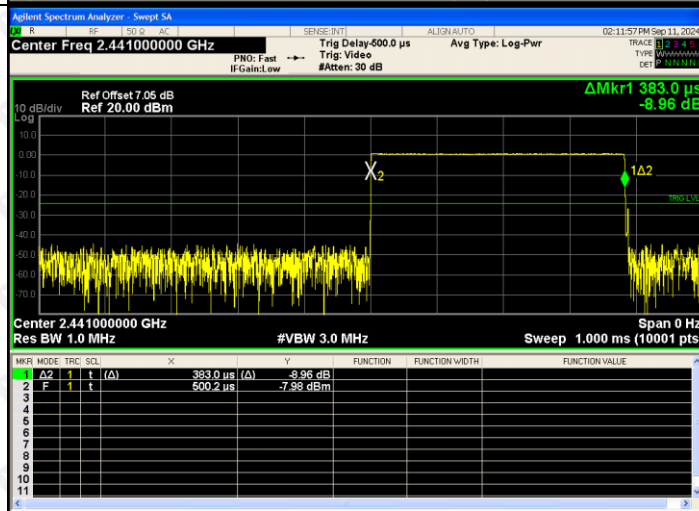 Agilent Spectrum Analyzer - Swept SA
R RF 50 Ω AC SENSE:INT ALIGN AUTO 02:11:57 PM Sep 11, 2024
Center Freq 2.441000000 GHz
PNO: Fast
IFGain:Low
Trig Delay-500.0 µs
Trig: Video
#Atten: 30 dB
Avg Type: Log-Pwr
TRACE 1 2 3 4 5
TYPE
DET P N N N N
ΔMkr1 383.0 µs
-8.96 dB
Ref Offset 7.05 dB
10 dB/div Ref 20.00 dBm
Log
10.0
0.00
-10.0
-20.0
-30.0
-40.0
-50.0
-60.0
-70.0
X2
1Δ2
TRIG LVL
Center 2.441000000 GHz Span 0 Hz
Res BW 1.0 MHz #VBW 3.0 MHz Sweep 1.000 ms (10001 pts
MKR MODE TRC SCL X Y FUNCTION FUNCTION WIDTH FUNCTION VALUE
1 Δ2 1 t (Δ) 383.0 µs (Δ) -8.96 dB
2 F 1 t 500.2 µs -7.98 dBm
3
4
5
6
7
8
9
10
11